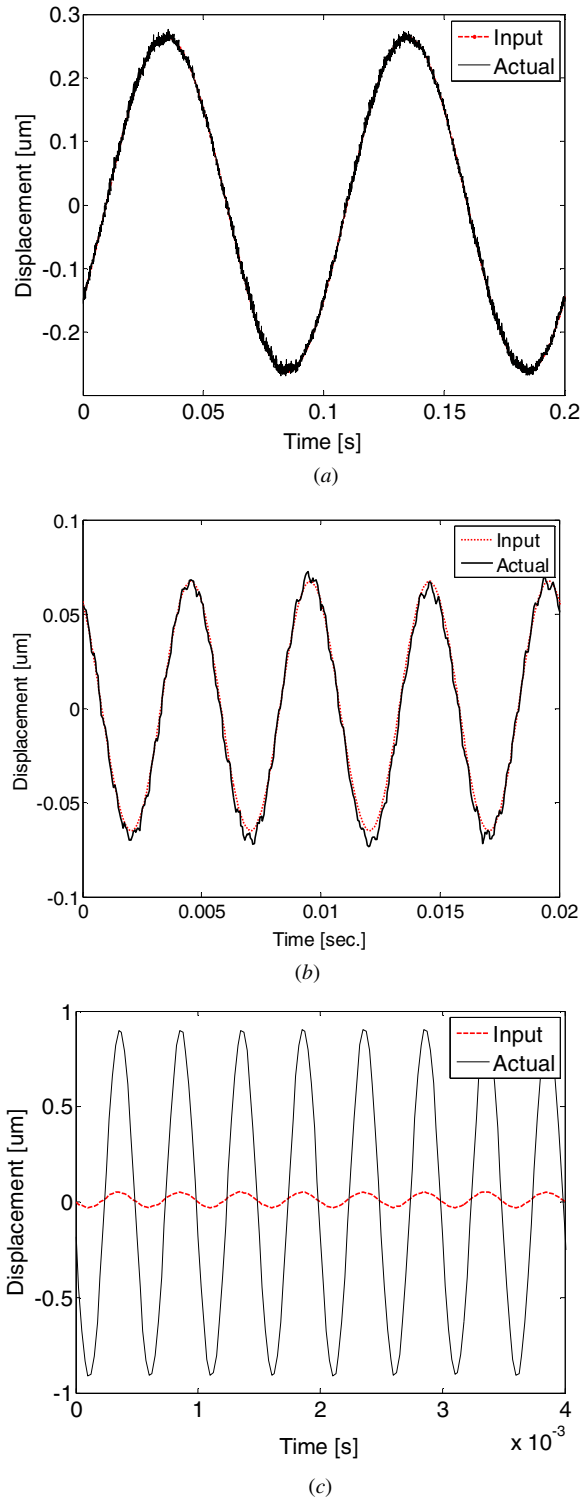 0.3
0.2
0.1
0
-0.1
-0.2
Displacement [um]
Input
Actual
0 0.05 0.1 0.15 0.2
Time [s]
(a)
0.1
0.05
0
-0.05
-0.1
Displacement [um]
Input
Actual
0 0.005 0.01 0.015 0.02
Time [sec.]
(b)
1
0.5
0
-0.5
-1
Displacement [um]
Input
Actual
0 1 2 3 4
x 10⁻³
Time [s]
(c)